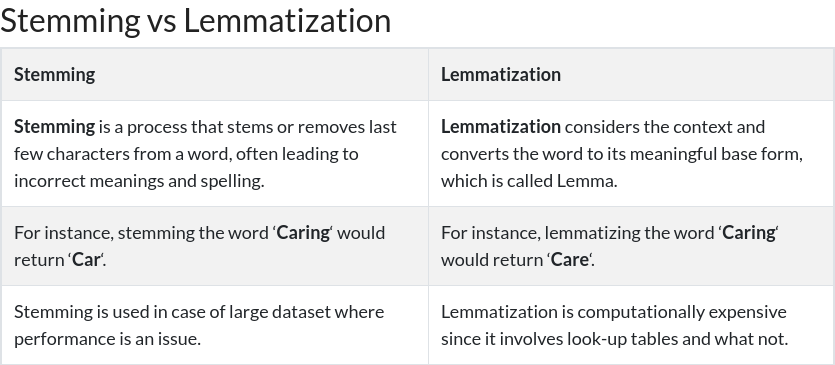 Stemming vs Lemmatization
Stemming
Lemmatization
Stemming is a process that stems or removes last
few characters from a word, often leading to
incorrect meanings and spelling.
Lemmatization considers the context and
converts the word to its meaningful base form,
which is called Lemma.
For instance, stemming the word ‘Caring‘ would
return ‘Car‘.
For instance, lemmatizing the word ‘Caring‘
would return ‘Care‘.
Stemming is used in case of large dataset where
performance is an issue.
Lemmatization is computationally expensive
since it involves look-up tables and what not.